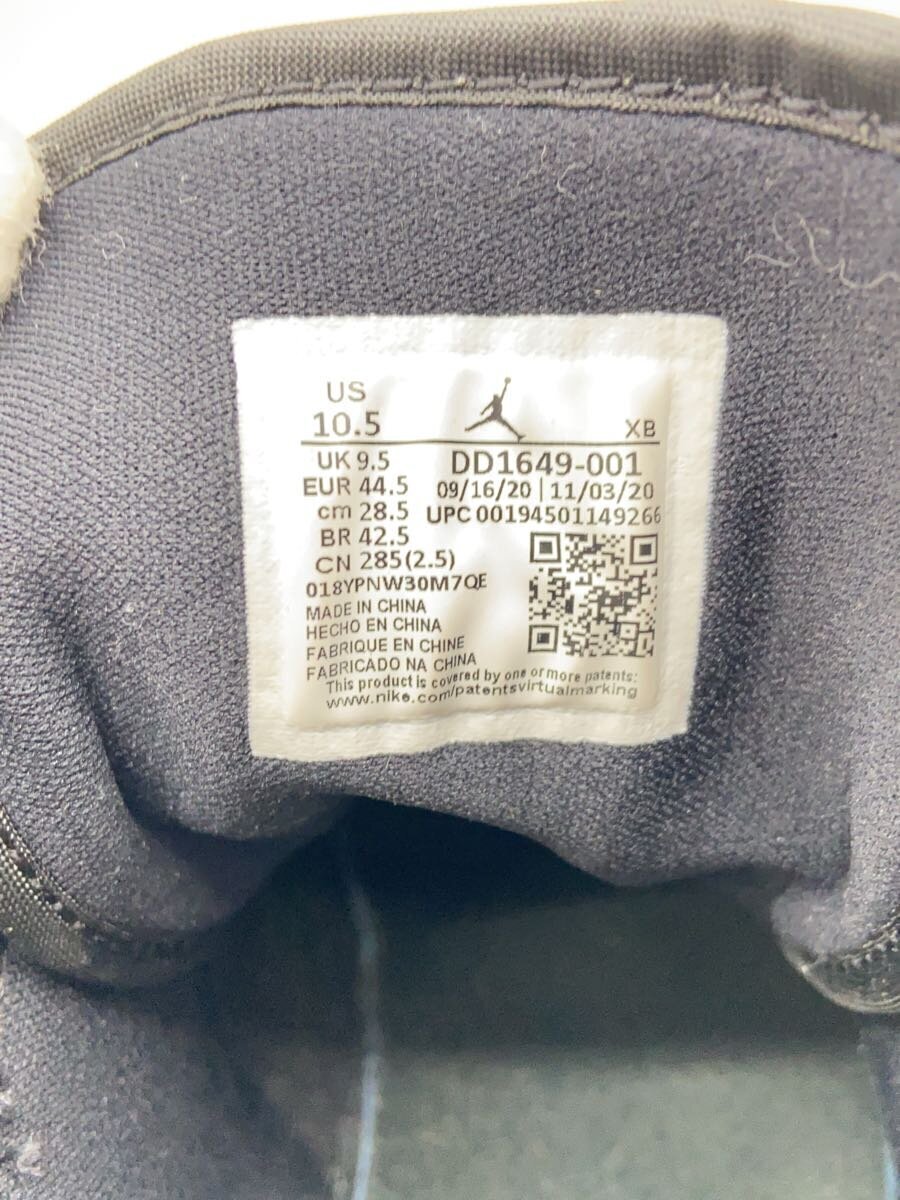 US
10.5 XB
UK 9.5 DD1649-001
EUR 44.5 09/16/20 | 11/03/20
cm 28.5 UPC 00194501149266
BR 42.5
CN 285(2.5)
018YPNW30M7QE
MADE IN CHINA
HECHO EN CHINA
FABRIQUE EN CHINE
FABRICADO NA CHINA
This product is covered by one or more patents:
www.nike.com/patentsvirtualmarking